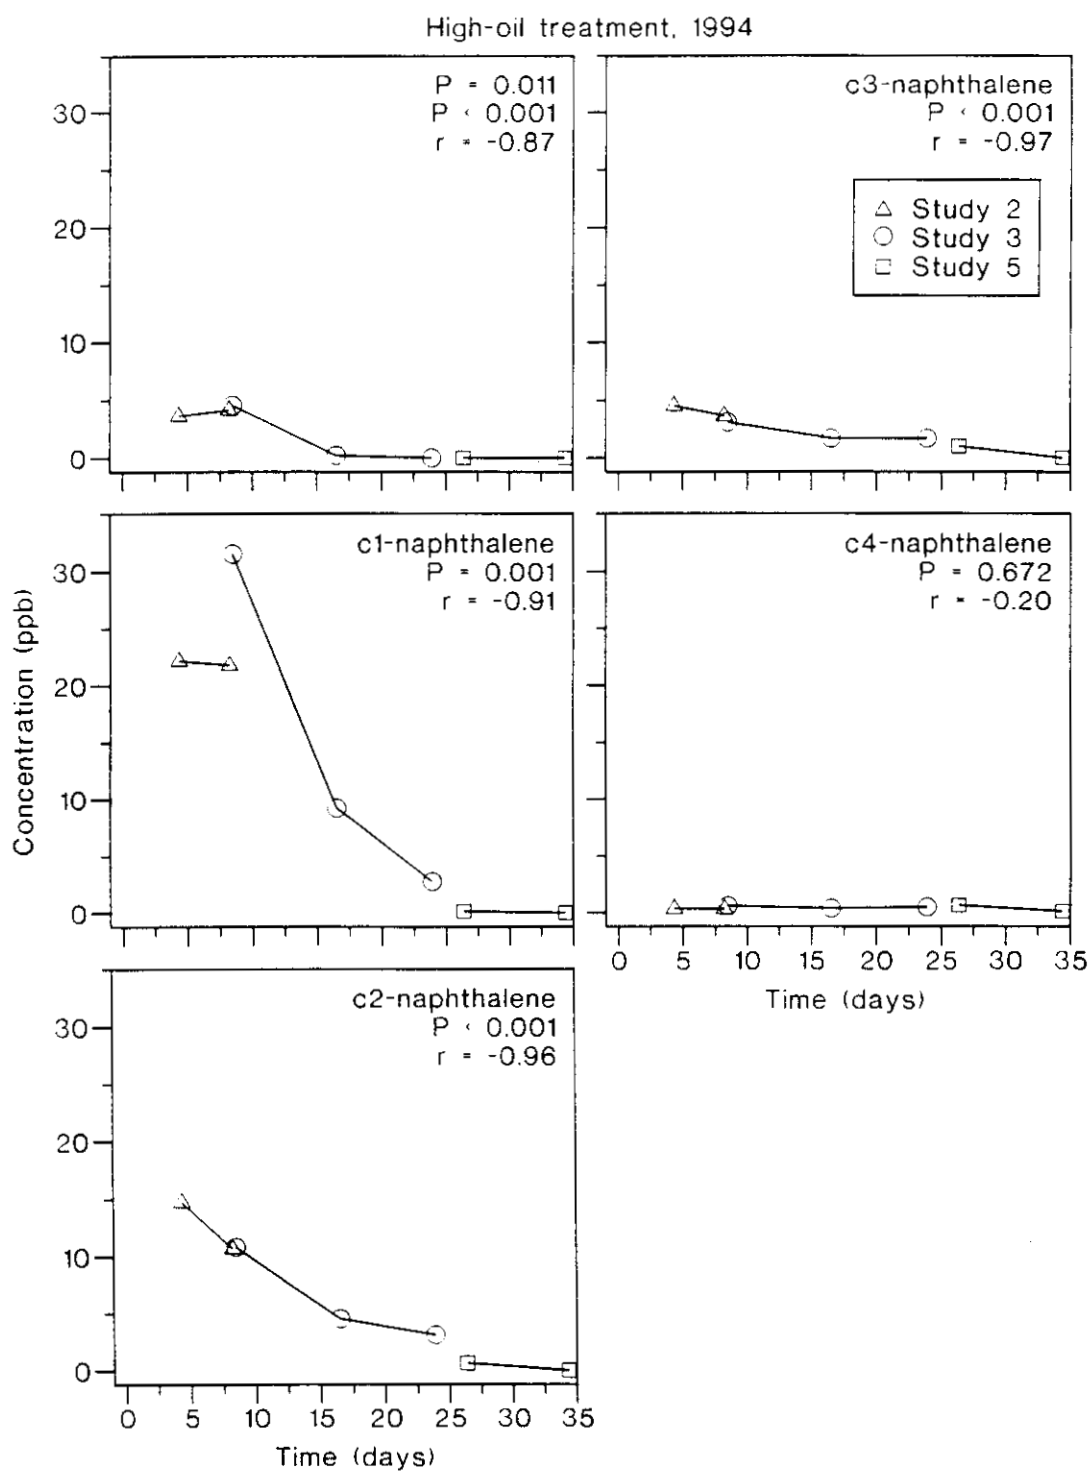 High-oil treatment, 1994
P = 0.011
P < 0.001
r = -0.87
30
20
10
0
c3-naphthalene
P < 0.001
r = -0.97
Study 2
Study 3
Study 5
c1-naphthalene
P = 0.001
r = -0.91
30
20
10
0
Concentration (ppb)
c4-naphthalene
P = 0.672
r = -0.20
0 5 10 15 20 25 30 35
Time (days)
c2-naphthalene
P < 0.001
r = -0.96
30
20
10
0
0 5 10 15 20 25 30 35
Time (days)